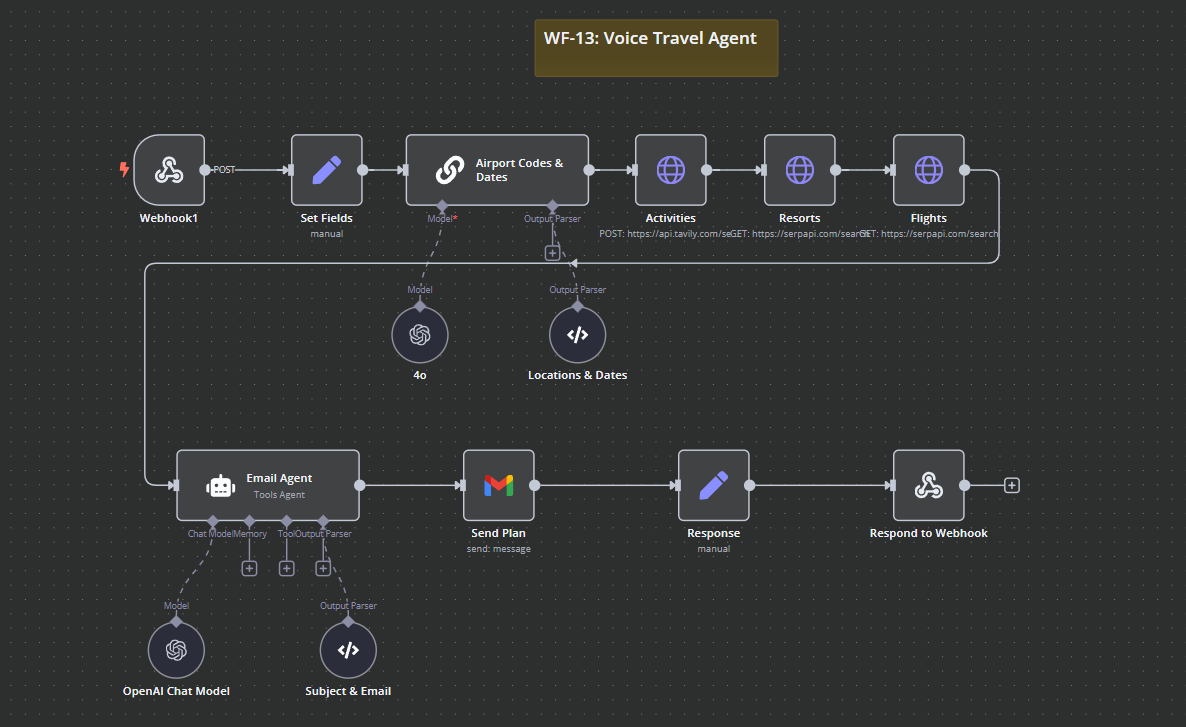 WF-13: Voice Travel Agent
POST
Airport Codes &
Dates
Webhook1
Set Fields
manual
Model*
Output Parser
Activities
POST: https://api.tavily.com/se
Resorts
GET: https://serpapi.com/search
Flights
GET: https://serpapi.com/search
Model
Output Parser
4o
Locations & Dates
Email Agent
Tools Agent
Chat Model
Memory
Tool
Output Parser
Send Plan
send: message
Response
manual
Respond to Webhook
Model
Output Parser
OpenAI Chat Model
Subject & Email